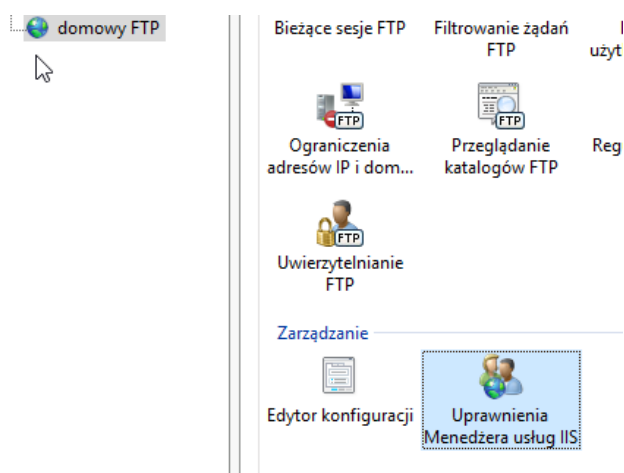 domowy FTP
Bieżące sesje FTP
Filtrowanie żądań
FTP
użyt
FTP
Ograniczenia
adresów IP i dom...
FTP
Przeglądanie
katalogów FTP
Reg
FTP
Uwierzytelnianie
FTP
Zarządzanie
Edytor konfiguracji
Uprawnienia
Menedżera usług IIS